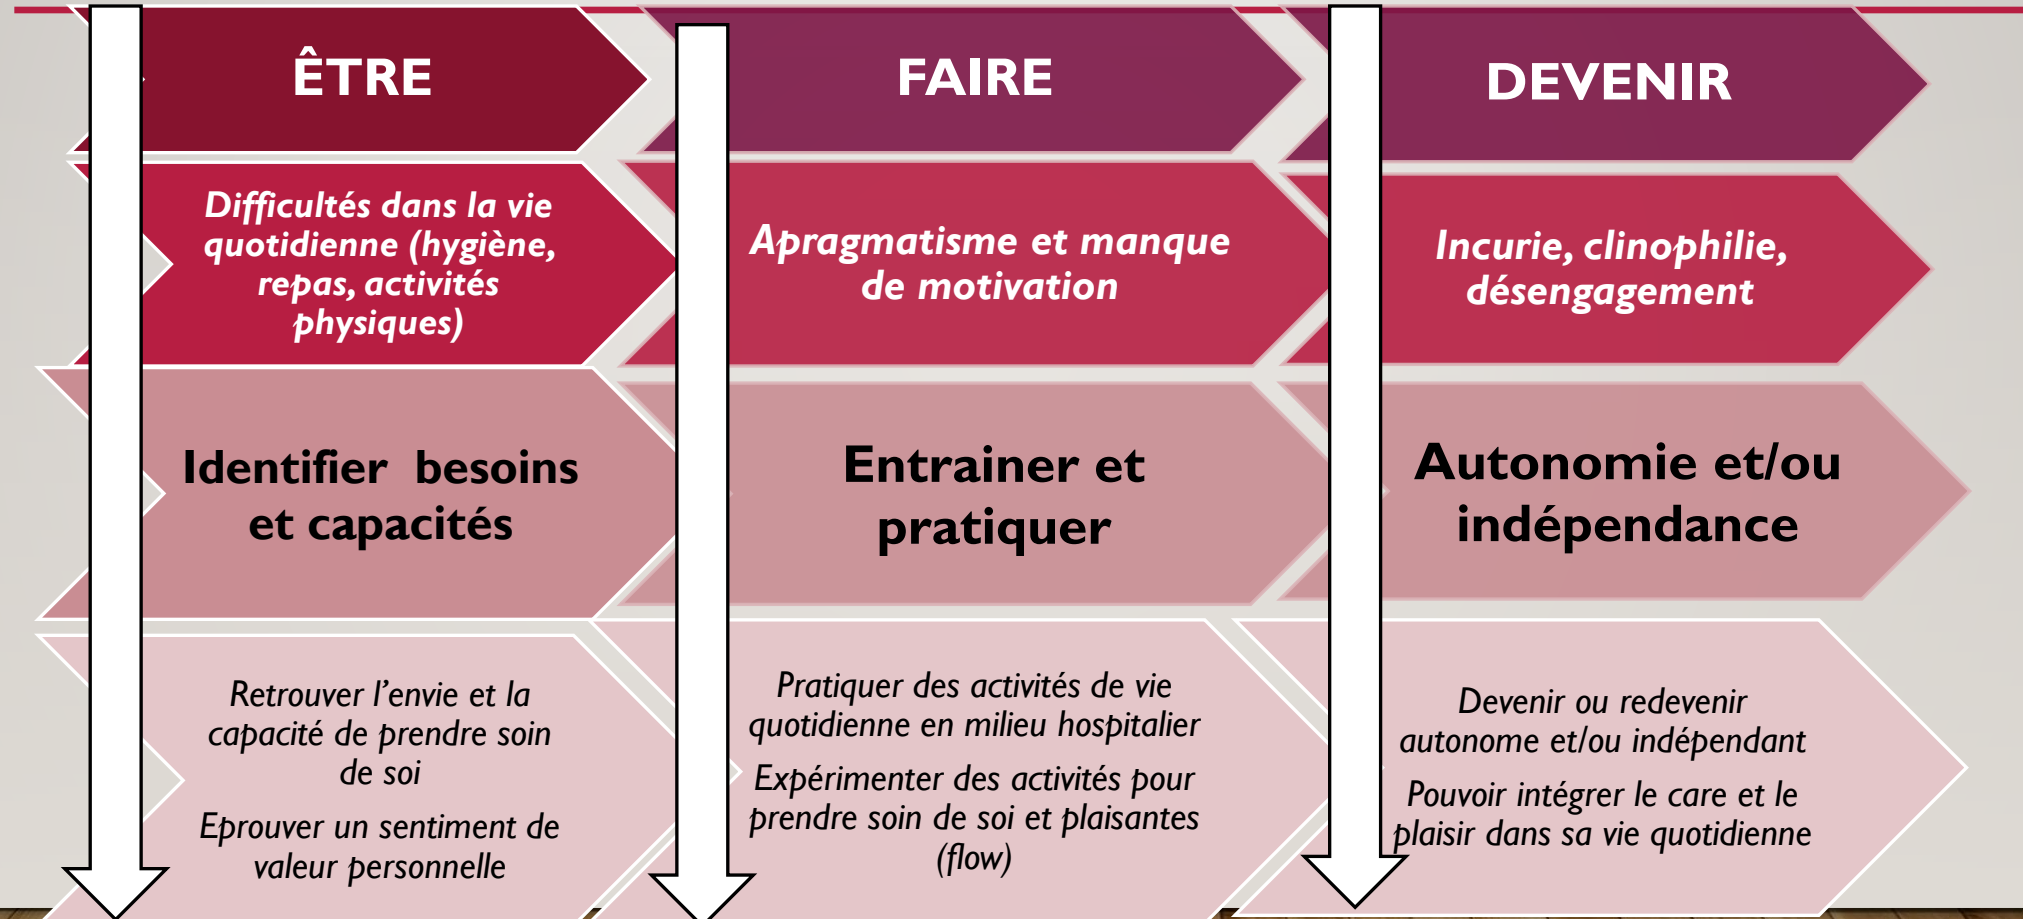 ÊTRE
Difficultés dans la vie
quotidienne (hygiène,
repas, activités
physiques)
Identifier besoins
et capacités
Retrouver l’envie et la
capacité de prendre soin
de soi
Eprouver un sentiment de
valeur personnelle
FAIRE
Apragmatisme et manque
de motivation
Entrainer et
pratiquer
Pratiquer des activités de vie
quotidienne en milieu hospitalier
Expérimenter des activités pour
prendre soin de soi et plaisantes
(flow)
DEVENIR
Incurie, clinophilie,
désengagement
Autonomie et/ou
indépendance
Devenir ou redevenir
autonome et/ou indépendant
Pouvoir intégrer le care et le
plaisir dans sa vie quotidienne